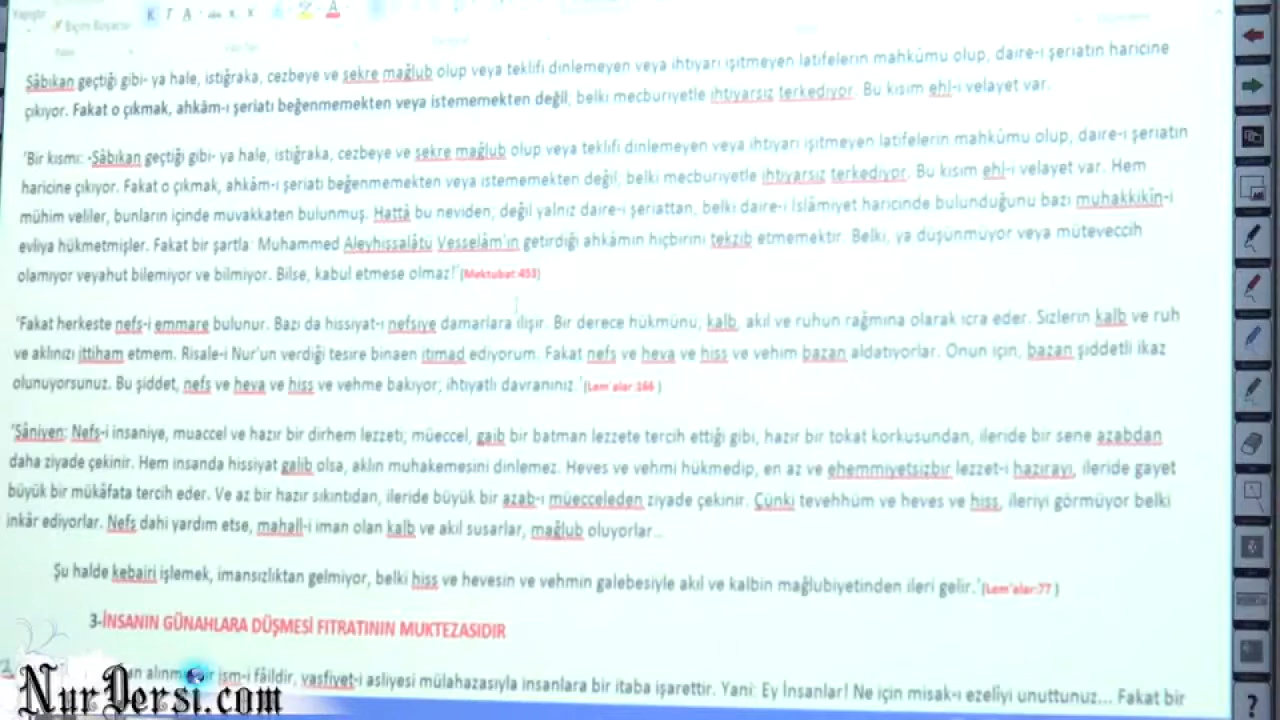 Yapıştır
Biçim Boyacısı
K T A
Sâbıkan geçtiği gibi- ya hale, istiğraka, cezbeye ve sekre mağlub olup veya teklifi dinlemeyen veya ihtiyarı işitmeyen latifelerin mahkûmu olup, daire-i şeriatın haricine
çıkıyor. Fakat o çıkmak, ahkâm-ı şeriatı beğenmemekten veya istememekten değil, belki mecburiyetle ihtiyarsız terkediyor. Bu kısım ehl-i velayet var.
'Bir kısmı: -Sâbıkan geçtiği gibi- ya hale, istiğraka, cezbeye ve sekre mağlub olup veya teklifi dinlemeyen veya ihtiyarı işitmeyen latifelerin mahkûmu olup, daire-i şeriatın
haricine çıkıyor. Fakat o çıkmak, ahkâm-ı şeriatı beğenmemekten veya istememekten değil, belki mecburiyetle ihtiyarsız terkediyor. Bu kısım ehl-i velayet var. Hem
mühim veliler, bunların içinde muvakkaten bulunmuş. Hattâ bu neviden, değil yalnız daire-i şeriattan, belki daire-i İslâmiyet haricinde bulunduğunu bazı muhakkikîn-i
evliya hükmetmişler. Fakat bir şartla: Muhammed Aleyhissalâtü Vesselâm'ın getirdiği ahkâmın hiçbirini tekzib etmemektir. Belki, ya düşünmüyor veya müteveccih
olamıyor veyahut bilemiyor ve bilmiyor. Bilse, kabul etmese olmaz!'(Mektubat:453)
'Fakat herkeste nefs-i emmare bulunur. Bazı da hissiyat-ı nefsiye damarlara ilişir. Bir derece hükmünü, kalb, akıl ve ruhun rağmına olarak icra eder. Sizlerin kalb ve ruh
ve aklınızı ittiham etmem. Risale-i Nur'un verdiği tesire binaen itimad ediyorum. Fakat nefs ve heva ve hiss ve vehim bazan aldatıyorlar. Onun için, bazan şiddetli ikaz
olunuyorsunuz. Bu şiddet, nefs ve heva ve hiss ve vehme bakıyor; ihtiyatlı davranınız.'(Lem'alar:166 )
'Sâniyen: Nefs-i insaniye, muaccel ve hazır bir dirhem lezzeti; müeccel, gaib bir batman lezzete tercih ettiği gibi, hazır bir tokat korkusundan, ileride bir sene azabdan
daha ziyade çekinir. Hem insanda hissiyat galib olsa, aklın muhakemesini dinlemez. Heves ve vehmi hükmedip, en az ve ehemmiyetsizbir lezzet-i hazırayı, ileride gayet
büyük bir mükâfata tercih eder. Ve az bir hazır sıkıntıdan, ileride büyük bir azab-ı müecceleden ziyade çekinir. Çünki tevehhüm ve heves ve hiss, ileriyi görmüyor belki
inkâr ediyorlar. Nefs dahi yardım etse, mahall-i iman olan kalb ve akıl susarlar, mağlub oluyorlar...
Şu halde kebairi işlemek, imansızlıktan gelmiyor, belki hiss ve hevesin ve vehmin galebesiyle akıl ve kalbin mağlubiyetinden ileri gelir.'(Lem'alar:77 )
3-İNSANIN GÜNAHLARA DÜŞMESİ FITRATININ MUKTEZASIDIR
bir ism-i fâildir, vasfiyet-i asliyesi mülahazasıyla insanlara bir itaba işarettir. Yani: Ey İnsanlar! Ne için misak-ı ezelîyi unuttunuz... Fakat bir
NurDersi.com